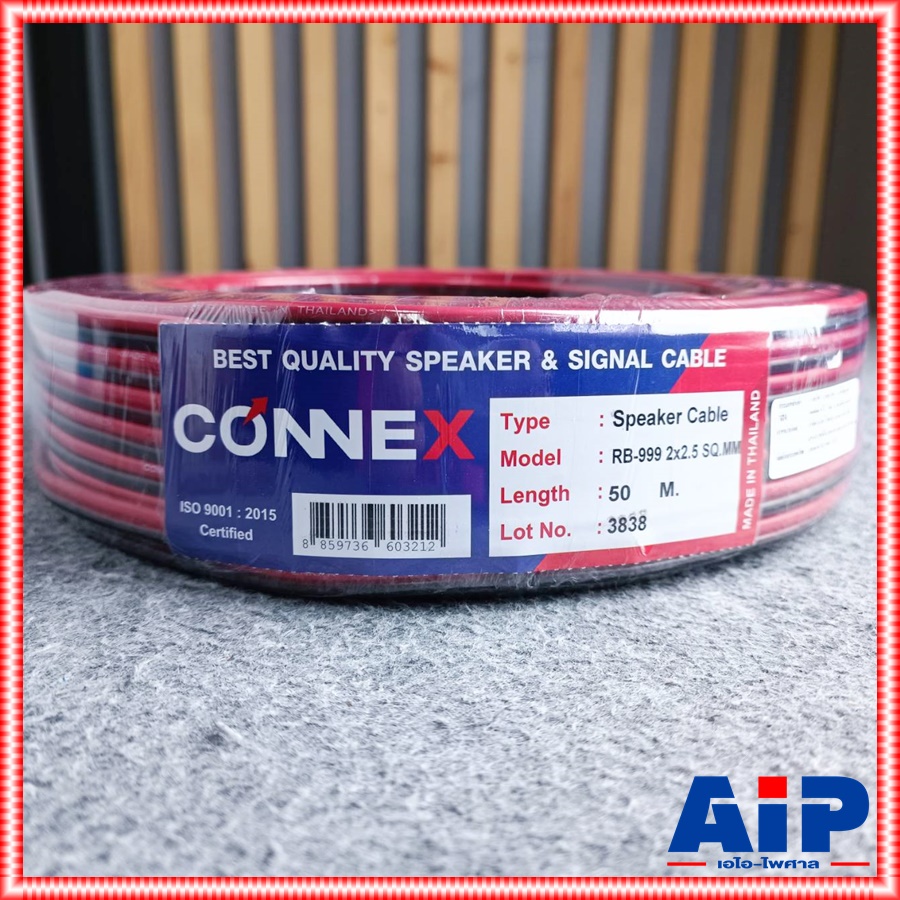 THAILAND>
BEST QUALITY SPEAKER & SIGNAL CABLE
CONNEX
ISO 9001 : 2015
Certified
8 859736 603212
Type : Speaker Cable
Model : RB-999 2x2.5 SQ.MM
Length : 50 M.
Lot No. : 3838
MADE IN THAILAND
AiP
เอไอ-ไพศาล